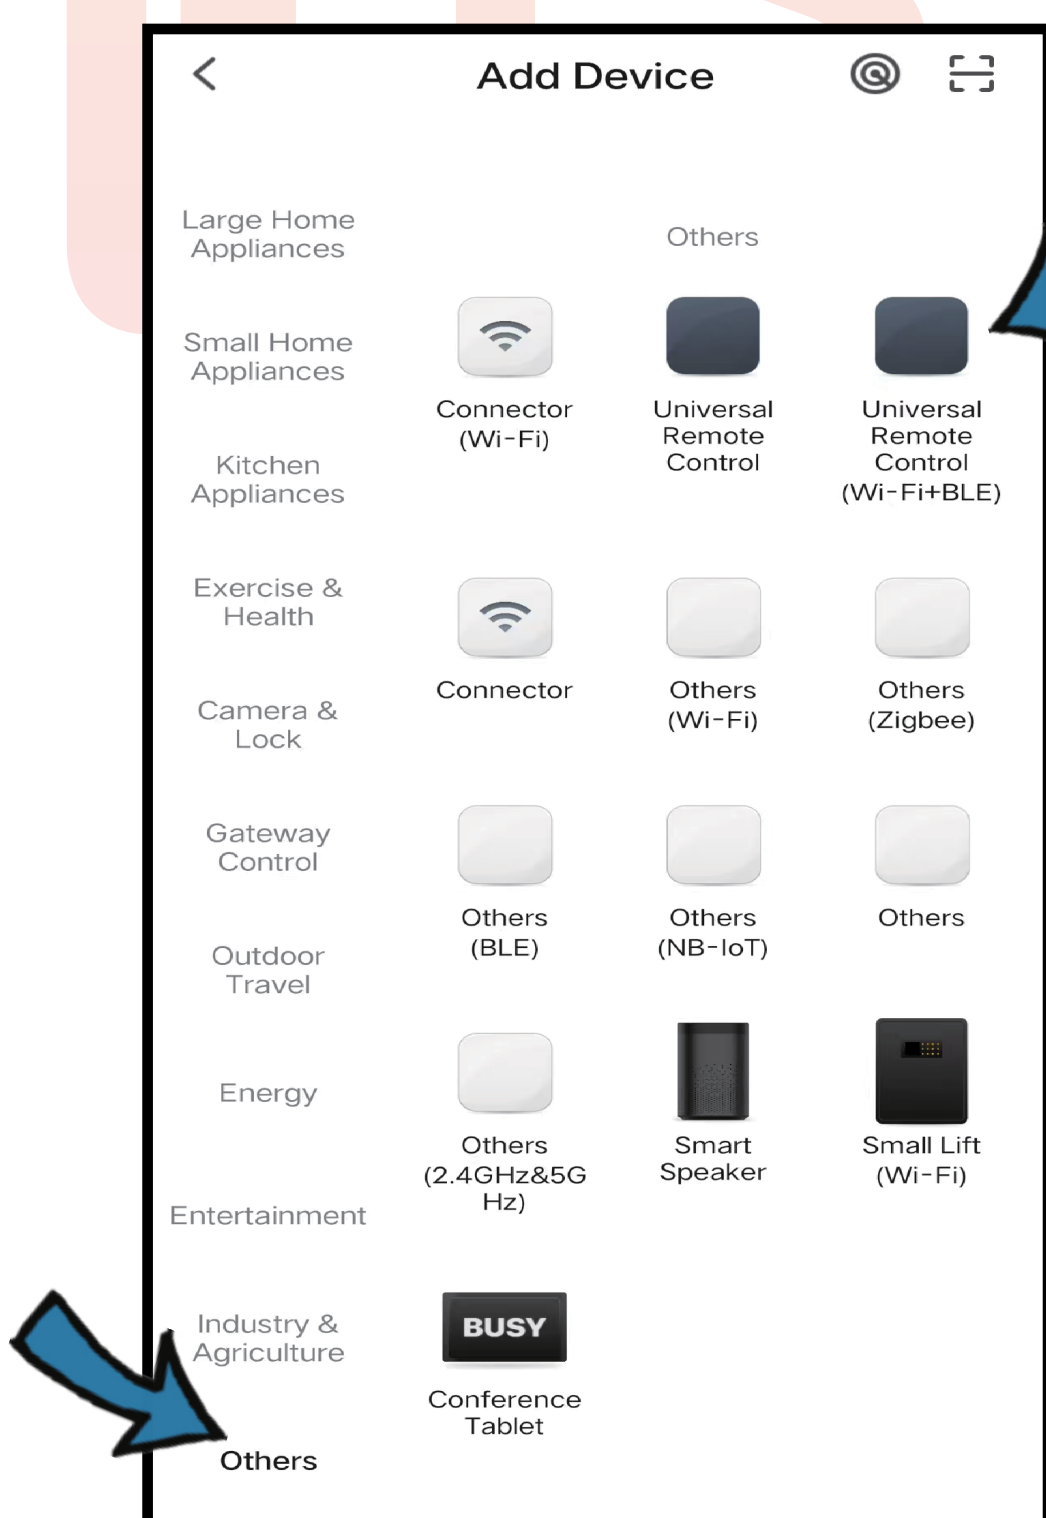 Add Device
Large Home
Appliances
Small Home
Appliances
Kitchen
Appliances
Exercise &
Health
Camera &
Lock
Gateway
Control
Outdoor
Travel
Energy
Entertainment
Industry &
Agriculture
Others
Others
Connector
(Wi-Fi)
Universal
Remote
Control
Universal
Remote
Control
(Wi-Fi+BLE)
Connector
Others
(Wi-Fi)
Others
(Zigbee)
Others
(BLE)
Others
(NB-IoT)
Others
Others
(2.4GHz&5G
Hz)
Smart
Speaker
Small Lift
(Wi-Fi)
BUSY
Conference
Tablet